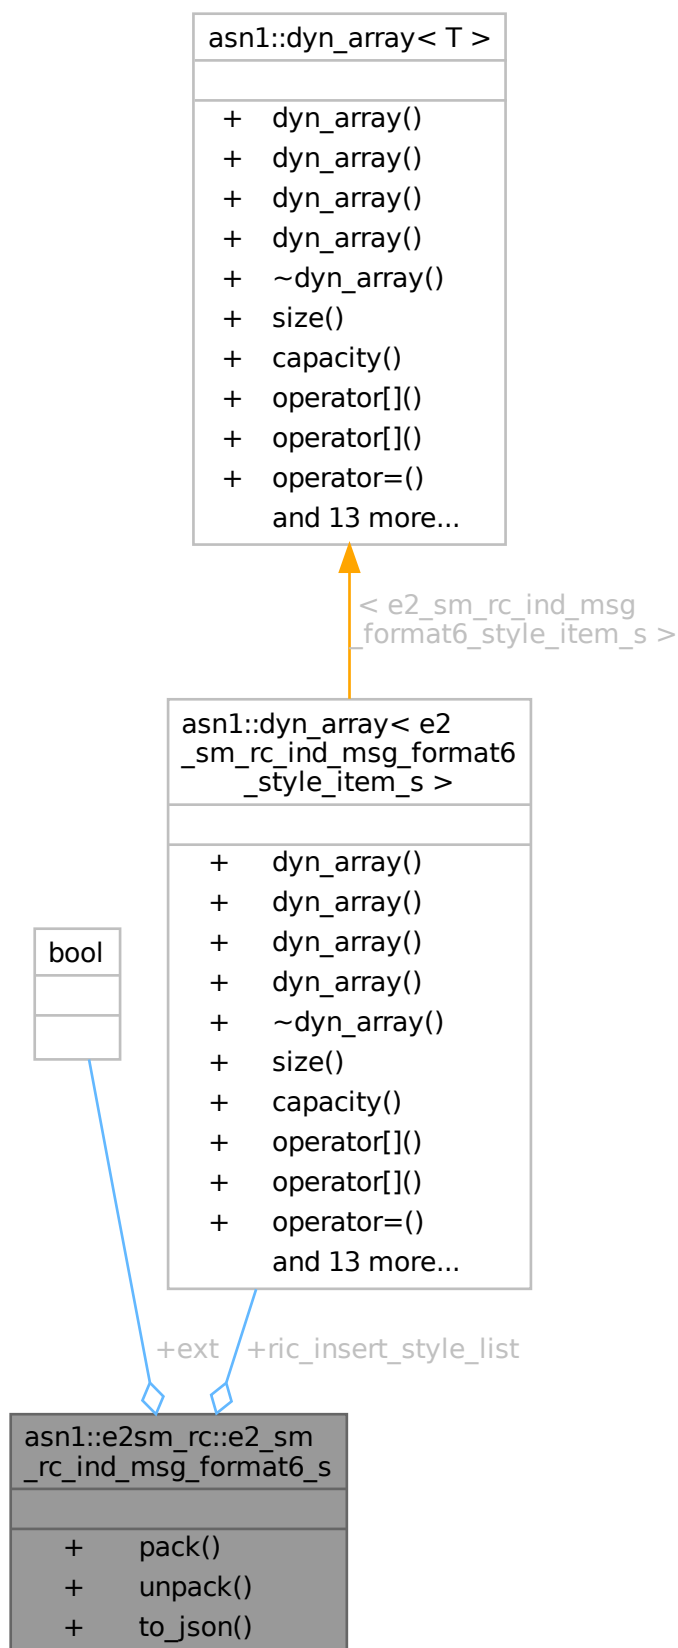 asn1::dyn_array< T >
+ dyn_array()
+ dyn_array()
+ dyn_array()
+ dyn_array()
+ ~dyn_array()
+ size()
+ capacity()
+ operator[]()
+ operator[]()
+ operator=()
and 13 more...
< e2_sm_rc_ind_msg
_format6_style_item_s >
asn1::dyn_array< e2
_sm_rc_ind_msg_format6
_style_item_s >
+ dyn_array()
+ dyn_array()
+ dyn_array()
+ dyn_array()
+ ~dyn_array()
+ size()
+ capacity()
+ operator[]()
+ operator[]()
+ operator=()
and 13 more...
bool
+ext
+ric_insert_style_list
asn1::e2sm_rc::e2_sm
_rc_ind_msg_format6_s
+ pack()
+ unpack()
+ to_json()